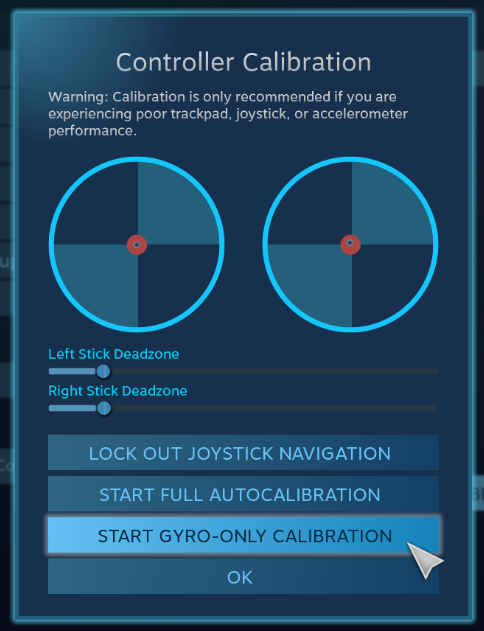 Controller Calibration
Warning: Calibration is only recommended if you are
experiencing poor trackpad, joystick, or accelerometer
performance.
Left Stick Deadzone
Right Stick Deadzone
LOCK OUT JOYSTICK NAVIGATION
START FULL AUTOCALIBRATION
START GYRO-ONLY CALIBRATION
OK